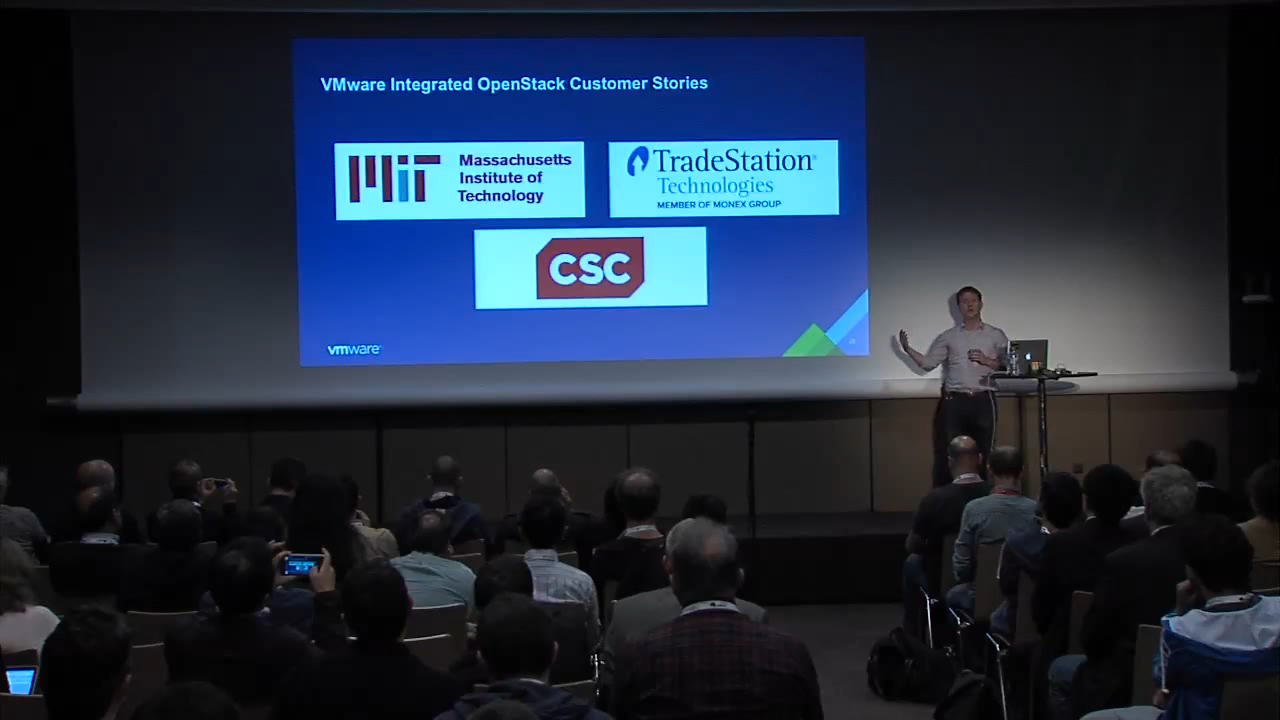 VMware Integrated OpenStack Customer Stories
MiT
Massachusetts
Institute of
Technology
TradeStation®
Technologies
MEMBER OF MONEX GROUP
CSC
vmware®